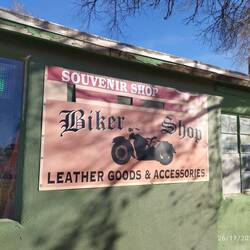 SOUVENIR SHOP
Biker Shop
LEATHER GOODS & ACCESSORIES